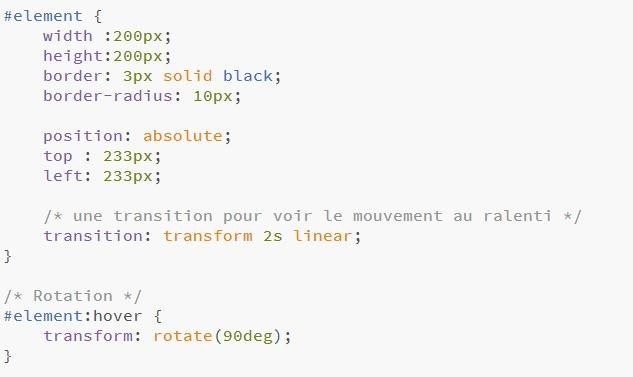 #element {
    width :200px;
    height:200px;
    border: 3px solid black;
    border-radius: 10px;

    position: absolute;
    top : 233px;
    left: 233px;

    /* une transition pour voir le mouvement au ralenti */
    transition: transform 2s linear;
}

/* Rotation */
#element:hover {
    transform: rotate(90deg);
}